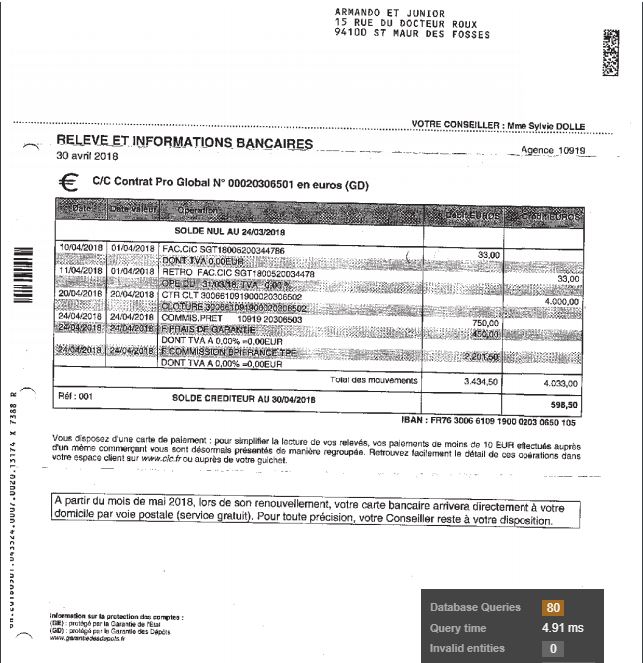 ARMANDO ET JUNIOR
15 RUE DU DOCTEUR ROUX
94100 ST MAUR DES FOSSES
VOTRE CONSEILLER : Mme Sylvie DOLLE
RELEVE ET INFORMATIONS BANCAIRES
30 avril 2018
Agence 10919
€ C/C Contrat Pro Global N° 00020306501 en euros (GD)
Date Date valeur Opération Débit EUROS Crédit EUROS
SOLDE NUL AU 24/03/2018
10/04/2018 01/04/2018 FAC.CIC SGT18005200344786 33,00
DONT TVA 0,00EUR
11/04/2018 01/04/2018 RETRO FAC.CIC SGT1800520034478 33,00
OPE DU 31/03/18, TVA 0,00 %
20/04/2018 20/04/2018 CTR CLT 300661091900020306502 4.000,00
CLOTURE 3006610919000020306502
24/04/2018 24/04/2018 COMMIS.PRET 10919 20306503 750,00
24/04/2018 24/04/2018 F.FRAIS DE GARANTIE 450,00
DONT TVA A 0,00% =0,00EUR
24/04/2018 24/04/2018 F.COMMISSION BPIFRANCE TPE 2.201,50
DONT TVA A 0,00% =0,00EUR
Total des mouvements 3.434,50 4.033,00
Réf : 001 SOLDE CREDITEUR AU 30/04/2018 598,50
IBAN : FR76 3006 6109 1900 0203 0650 105
Vous disposez d'une carte de paiement : pour simplifier la lecture de vos relevés, vos paiements de moins de 10 EUR effectués auprès
d'un même commerçant vous sont désormais présentés de manière regroupée. Retrouvez facilement le détail de ces opérations dans
votre espace client sur www.cic.fr ou auprès de votre guichet.
A partir du mois de mai 2018, lors de son renouvellement, votre carte bancaire arrivera directement à votre
domicile par voie postale (service gratuit). Pour toute précision, votre Conseiller reste à votre disposition.
Information sur la protection des comptes :
(GE) : protégé par la Garantie de l'Etat
(GD) : protégé par la Garantie des Dépôts
www.garantiedesdepots.fr
Database Queries 80
Query time 4.91 ms
Invalid entities 0